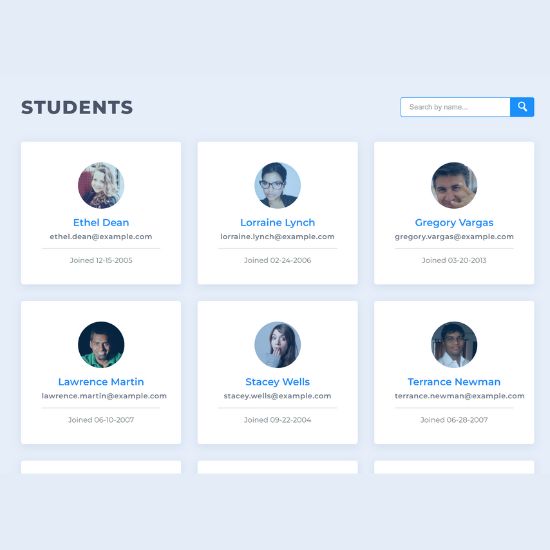 STUDENTS
Search by name...
Ethel Dean
ethel.dean@example.com
Joined 12-15-2005
Lorraine Lynch
lorraine.lynch@example.com
Joined 02-24-2006
Gregory Vargas
gregory.vargas@example.com
Joined 03-20-2013
Lawrence Martin
lawrence.martin@example.com
Joined 06-10-2007
Stacey Wells
stacey.wells@example.com
Joined 09-22-2004
Terrance Newman
terrance.newman@example.com
Joined 06-28-2007